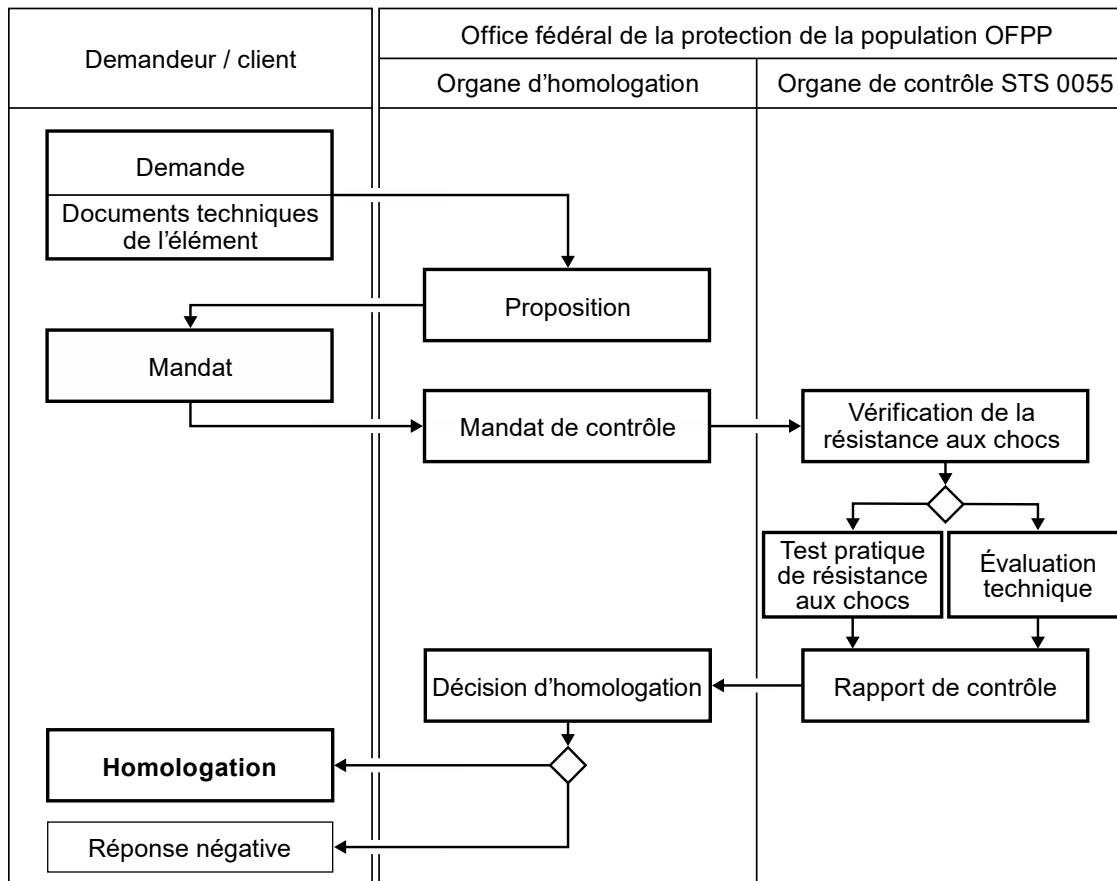 Demandeur / client
Office fédéral de la protection de la population OFPP
Organe d’homologation
Organe de contrôle STS 0055
Demande
Documents techniques
de l’élément
Proposition
Mandat
Mandat de contrôle
Vérification de la
résistance aux chocs
Test pratique
de résistance
aux chocs
Évaluation
technique
Décision d’homologation
Rapport de contrôle
Homologation
Réponse négative